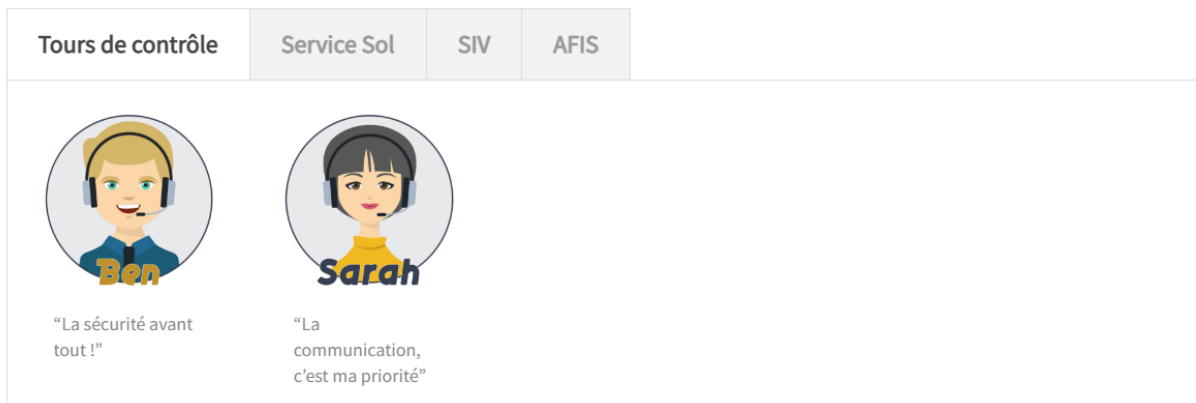 Tours de contrôle
Service Sol
SIV
AFIS
Ben
Sarah
“La sécurité avant
tout !”
“La
communication,
c’est ma priorité”